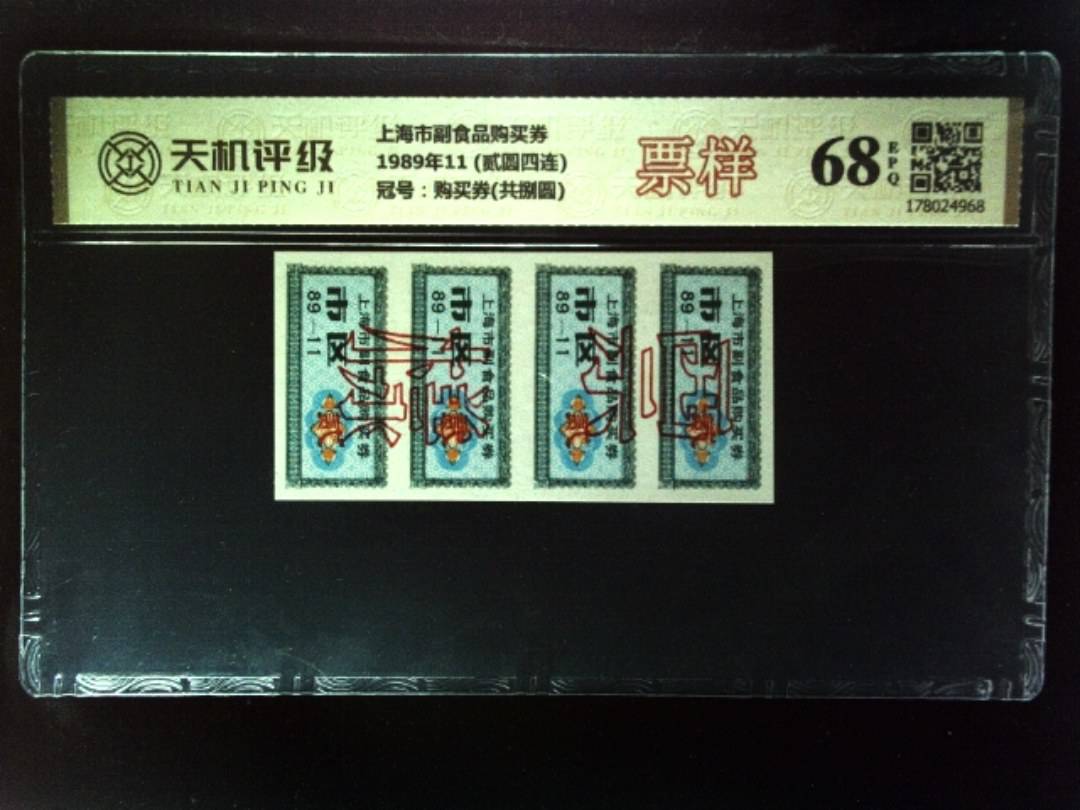 天机评级
TIAN JI PING JI
上海市副食品购买券
1989年11 (贰圆四连)
冠号：购买券(共捌圆)
票样
68
EPQ
178024968
上海市副食品购买券
市区
89—11
贰
上海市副食品购买券
市区
89—11
贰
上海市副食品购买券
市区
89—11
贰
上海市副食品购买券
市区
89—11
贰